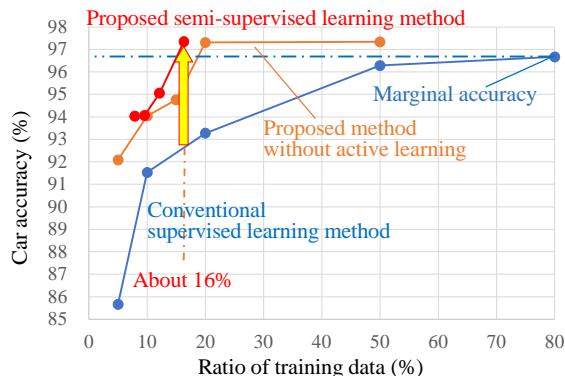 Proposed semi-supervised learning method
98
97
96
95
94
93
92
91
90
89
88
87
86
85
Car accuracy (%)
Marginal accuracy
Proposed method
without active learning
Conventional
supervised learning method
About 16%
0 10 20 30 40 50 60 70 80
Ratio of training data (%)